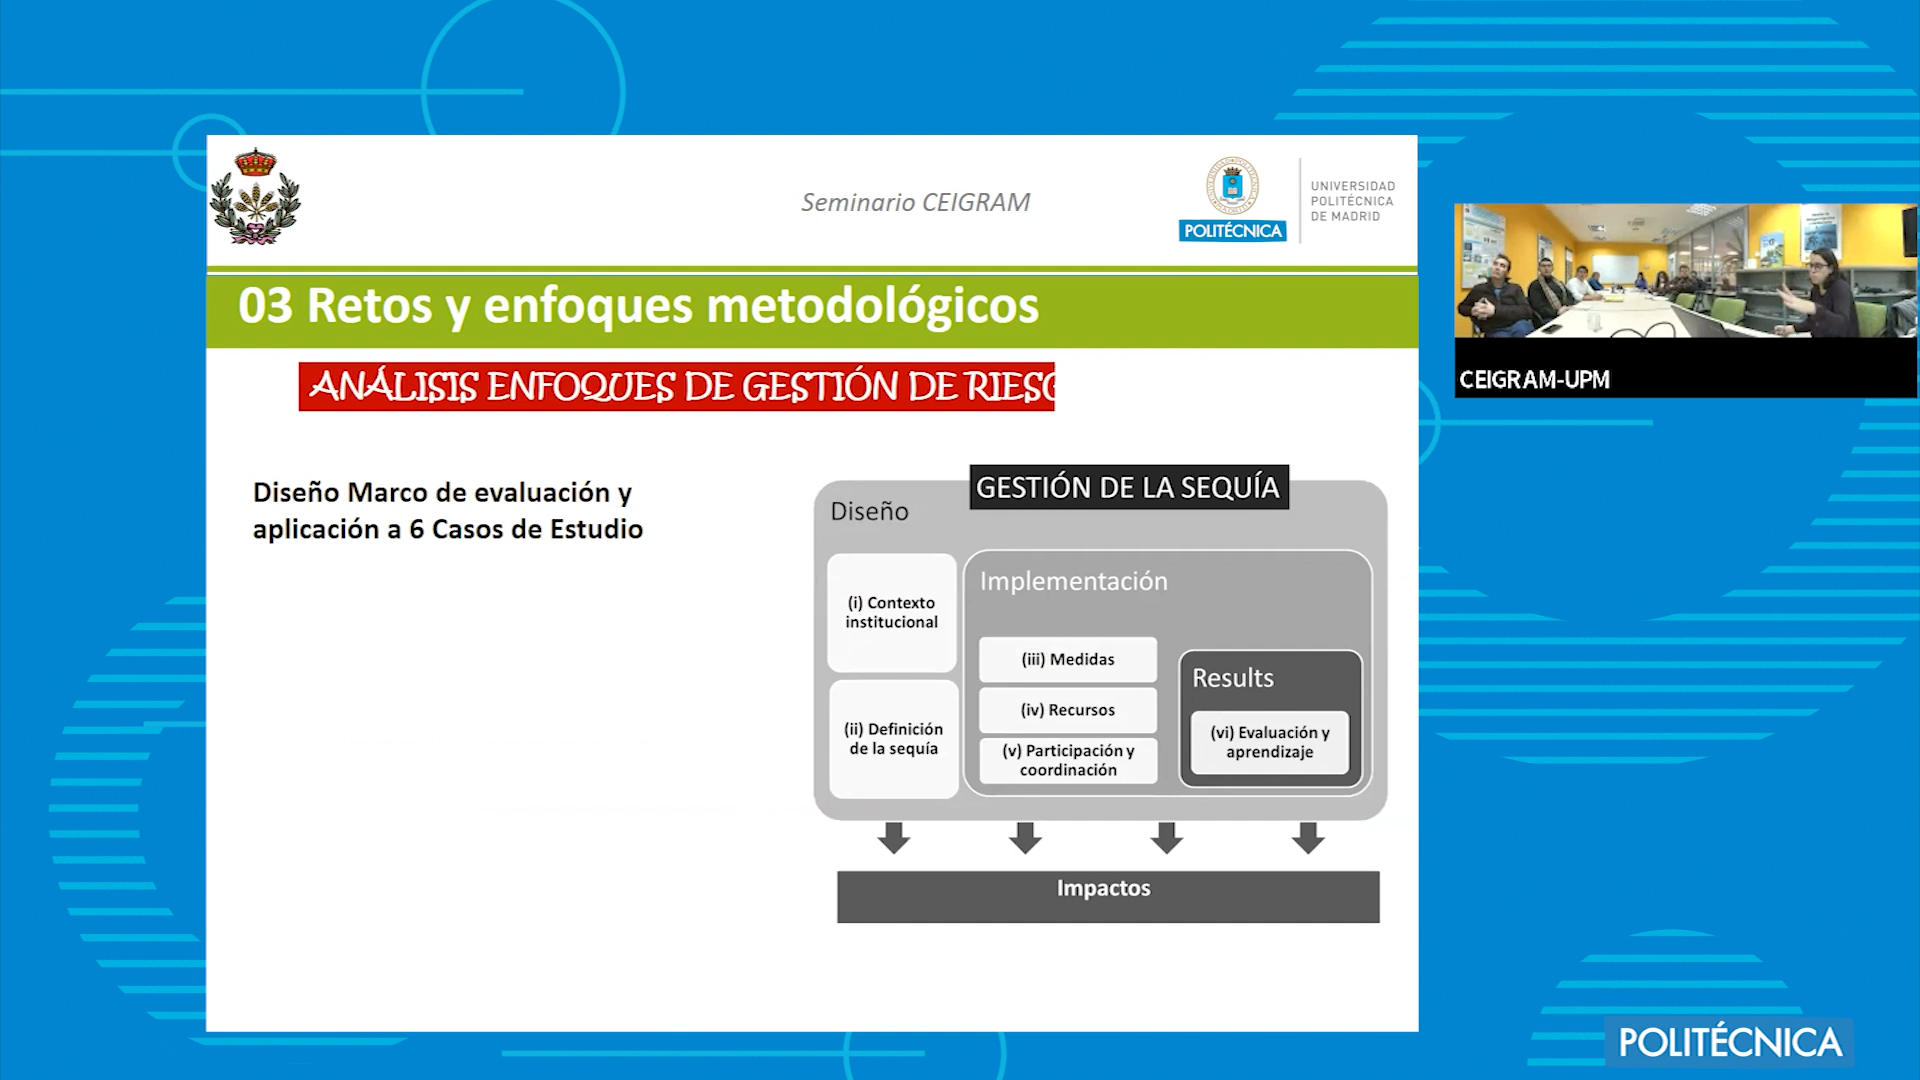 Seminario CEIGRAM
POLITÉCNICA
UNIVERSIDAD
POLITÉCNICA
DE MADRID
03 Retos y enfoques metodológicos
ANÁLISIS ENFOQUES DE GESTIÓN DE RIESG
Diseño Marco de evaluación y
aplicación a 6 Casos de Estudio
GESTIÓN DE LA SEQUÍA
Diseño
(i) Contexto
institucional
(ii) Definición
de la sequía
Implementación
(iii) Medidas
(iv) Recursos
(v) Participación y
coordinación
Results
(vi) Evaluación y
aprendizaje
Impactos
CEIGRAM-UPM
POLITÉCNICA